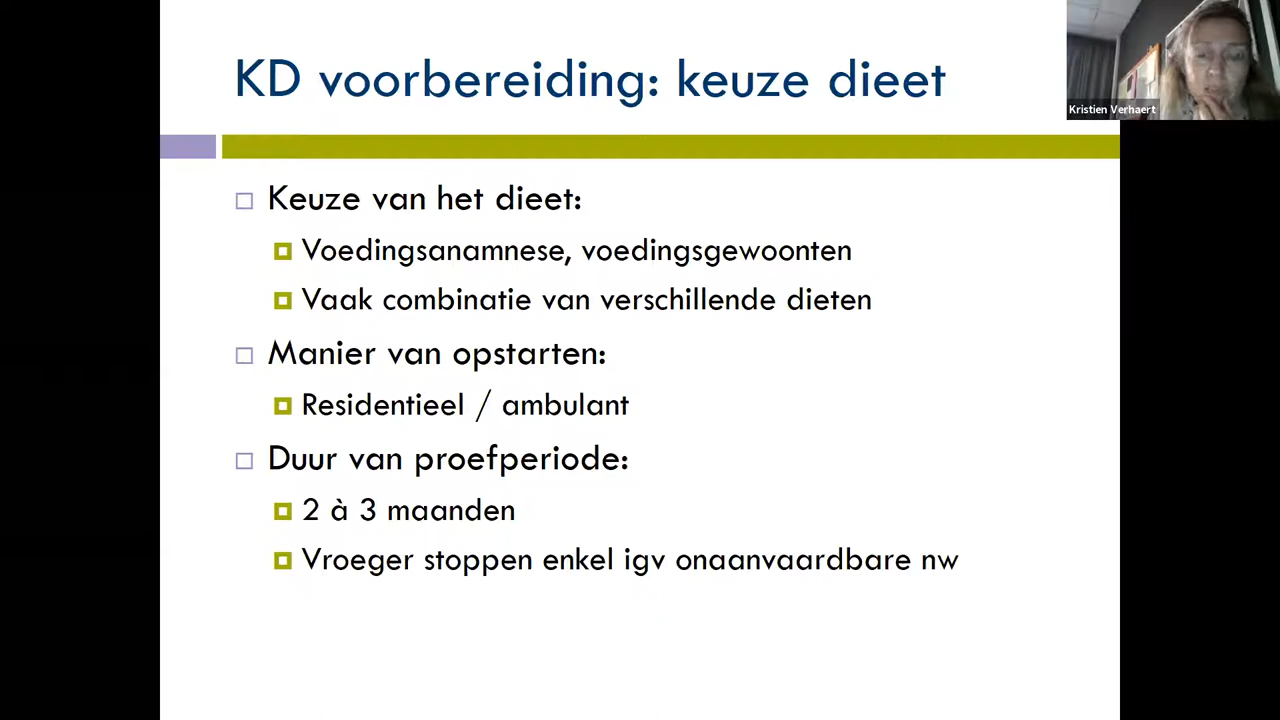 KD voorbereiding: keuze dieet
Kristien Verhaert
Keuze van het dieet:
Voedingsanamnese, voedingsgewoonten
Vaak combinatie van verschillende dieten
Manier van opstarten:
Residentieel / ambulant
Duur van proefperiode:
2 à 3 maanden
Vroeger stoppen enkel igv onaanvaardbare nw